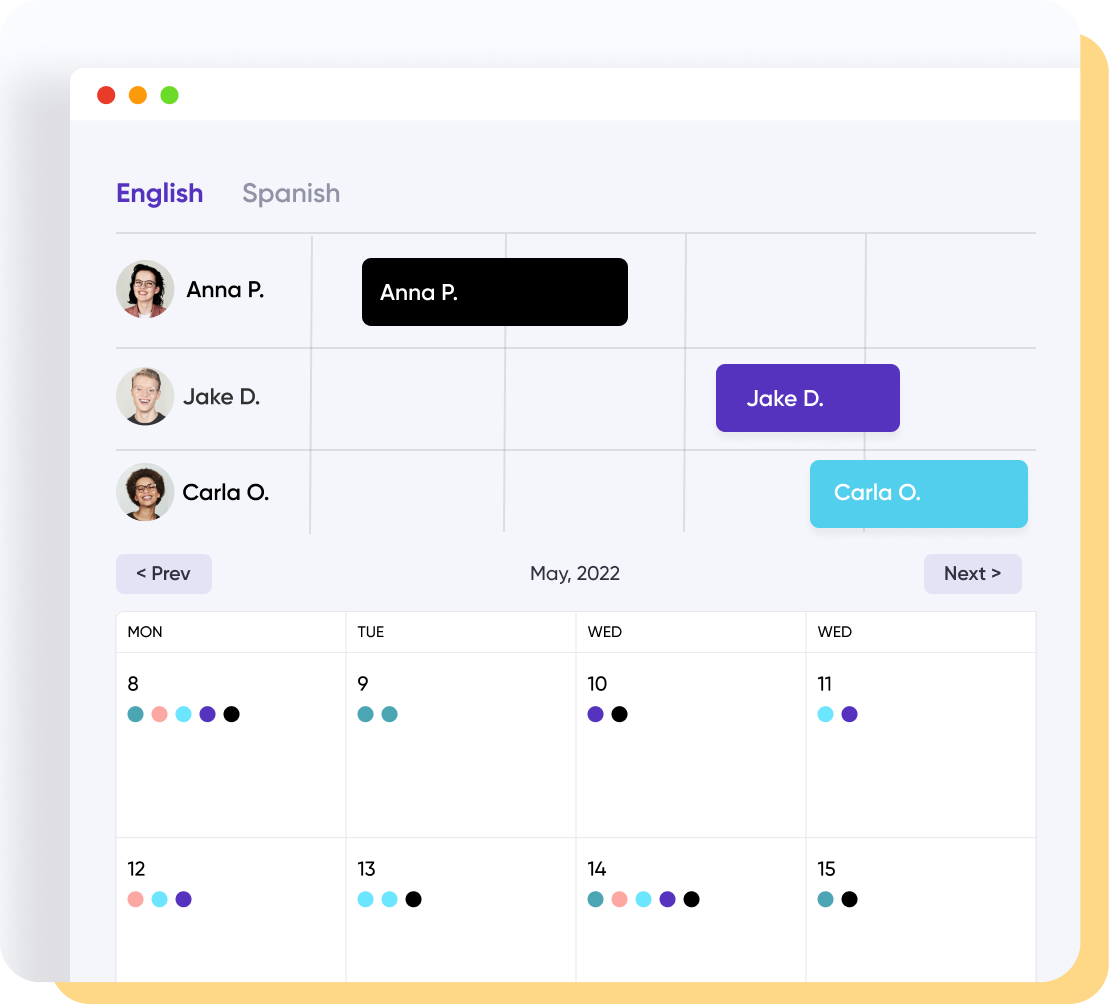 English Spanish
Anna P. Anna P.
Jake D. Jake D.
Carla O. Carla O.
< Prev May, 2022 Next >
MON TUE WED WED
8 9 10 11
12 13 14 15